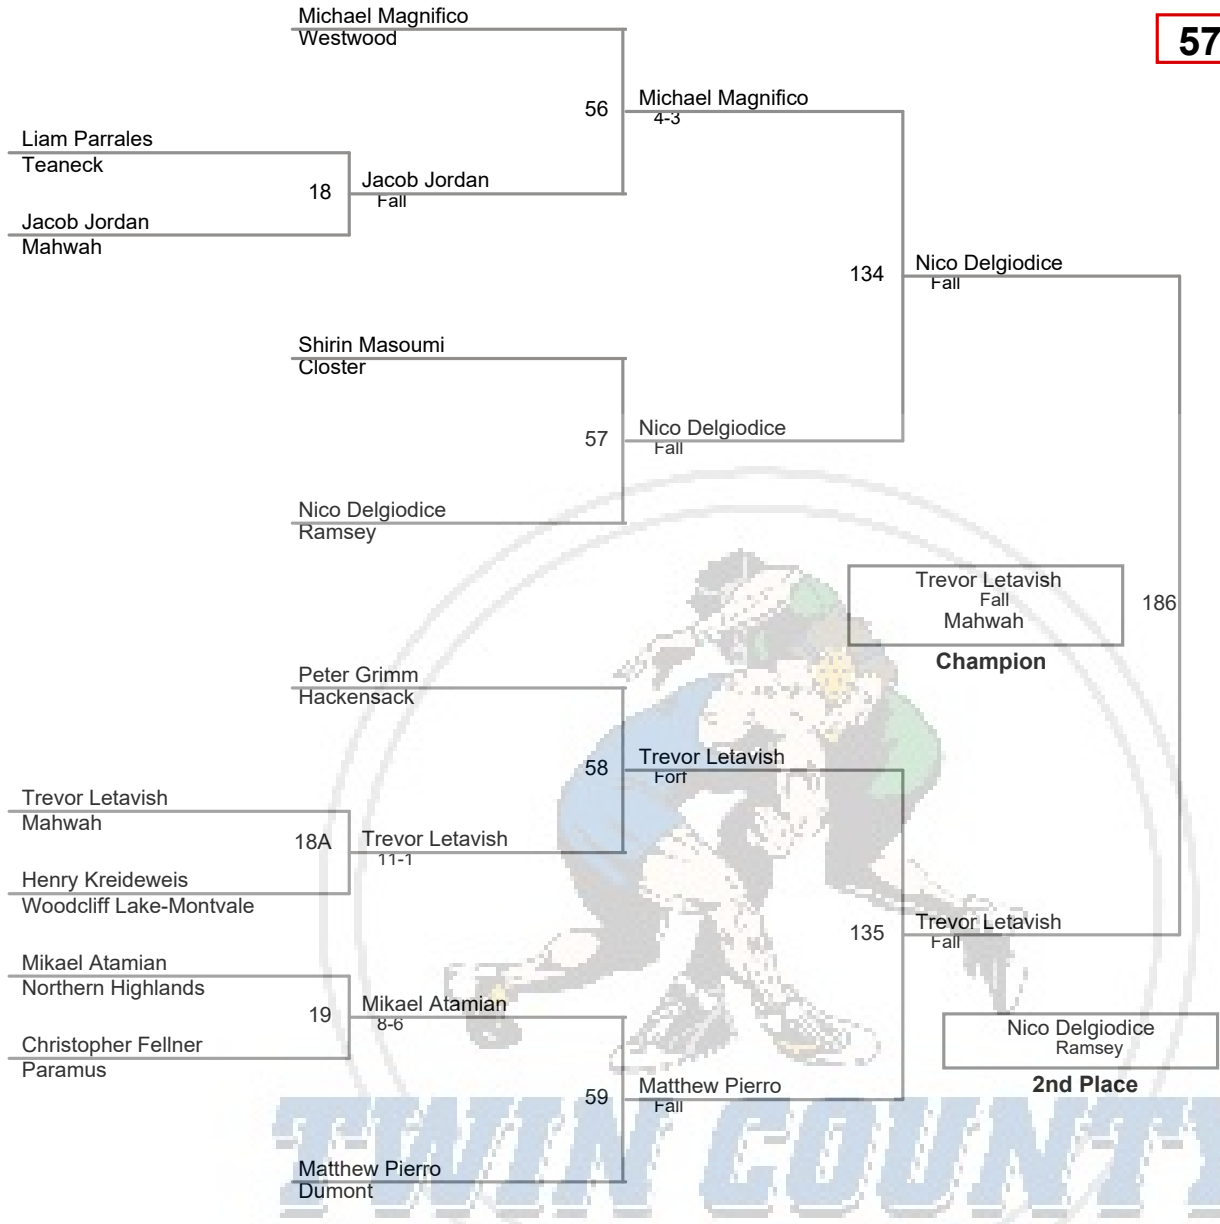 Michael Magnifico
Westwood
57
56
Michael Magnifico
4-3
Liam Parrales
Teaneck
18
Jacob Jordan
Fall
Jacob Jordan
Mahwah
134
Nico Delgiodice
Fall
Shirin Masoumi
Closter
57
Nico Delgiodice
Fall
Nico Delgiodice
Ramsey
Trevor Letavish
Fall
Mahwah
186
Champion
Peter Grimm
Hackensack
58
Trevor Letavish
Forf
Trevor Letavish
Mahwah
18A
Trevor Letavish
11-1
Henry Kreideweis
Woodcliff Lake-Montvale
135
Trevor Letavish
Fall
Mikael Atamian
Northern Highlands
19
Mikael Atamian
8-6
Christopher Fellner
Paramus
Nico Delgiodice
Ramsey
2nd Place
59
Matthew Pierro
Fall
Matthew Pierro
Dumont
TWIN COUNTY